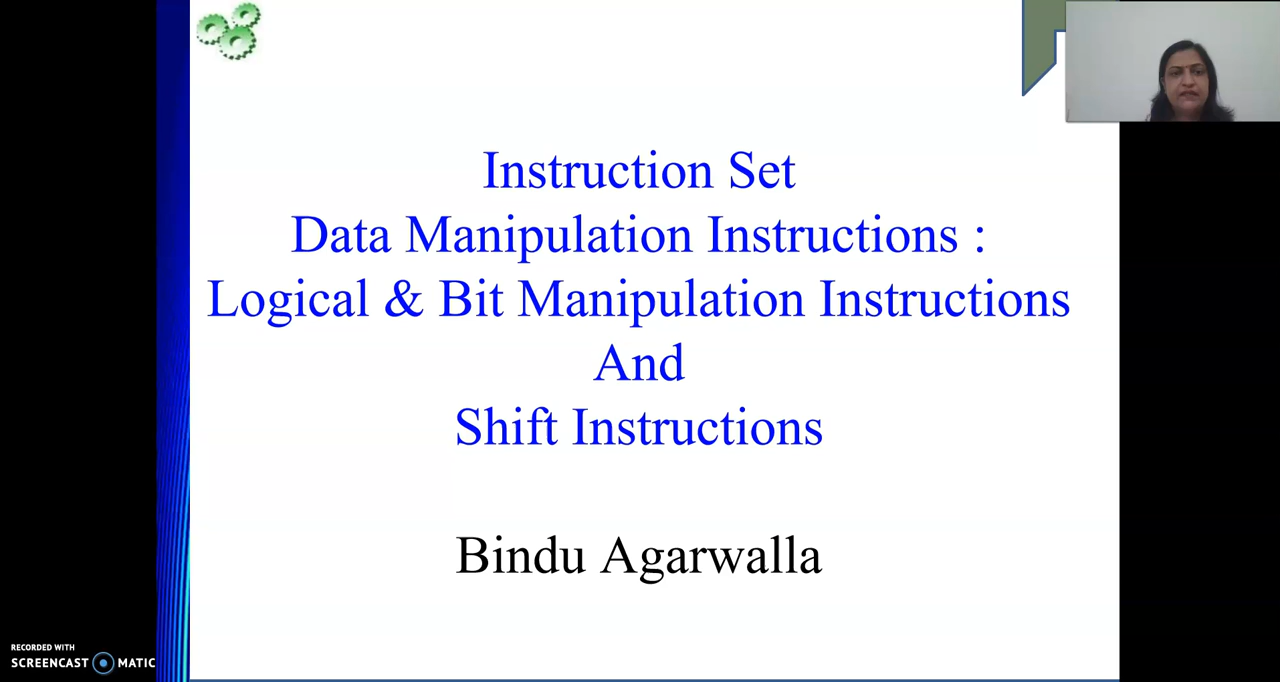 Instruction Set
Data Manipulation Instructions :
Logical & Bit Manipulation Instructions
And
Shift Instructions
Bindu Agarwalla
RECORDED WITH
SCREENCAST MATIC